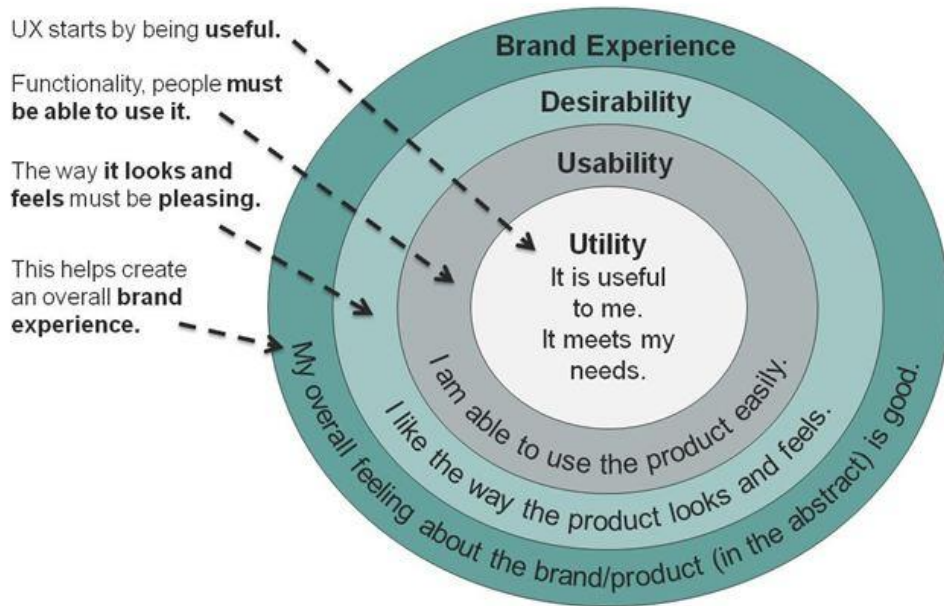 UX starts by being useful.
Functionality, people must
be able to use it.
The way it looks and
feels must be pleasing.
This helps create
an overall brand
experience.
Brand Experience
Desirability
Usability
Utility
It is useful
to me.
It meets my
needs.
I am able to use the product easily.
I like the way the product looks and feels.
My overall feeling about the brand/product (in the abstract) is good.